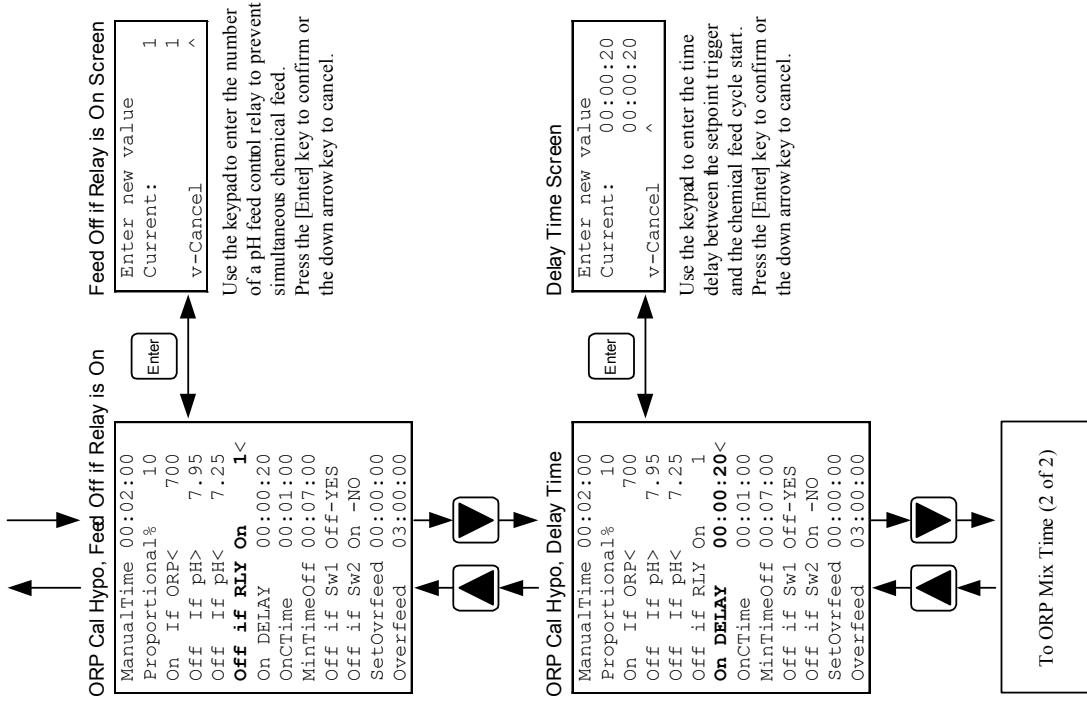 ORP Cal Hypo, Feed Off if Relay is On
ManualTime 00:02:00
Proportional% 10
On If ORP< 700
Off If pH> 7.95
Off If pH< 7.25
Off if RLY On 1<
On DELAY 00:00:20
OnCTime 00:01:00
MinTimeOff 00:07:00
Off if Sw1 Off-YES
Off if Sw2 On -NO
SetOvrfeed 00:00:00
Overfeed 03:00:00
Enter
Feed Off if Relay is On Screen
Enter new value
Current: 1
1
v-Cancel ^
Use the keypad to enter the number
of a pH feed control relay to prevent
simultaneous chemical feed.
Press the [Enter] key to confirm or
the down arrow key to cancel.
ORP Cal Hypo, Delay Time
ManualTime 00:02:00
Proportional% 10
On If ORP< 700
Off If pH> 7.95
Off If pH< 7.25
Off if RLY On 1
On DELAY 00:00:20<
OnCTime 00:01:00
MinTimeOff 00:07:00
Off if Sw1 Off-YES
Off if Sw2 On -NO
SetOvrfeed 00:00:00
Overfeed 03:00:00
Enter
Delay Time Screen
Enter new value
Current: 00:00:20
00:00:20
v-Cancel ^
Use the keypad to enter the time
delay between the setpoint trigger
and the chemical feed cycle start.
Press the [Enter] key to confirm or
the down arrow key to cancel.
To ORP Mix Time (2 of 2)